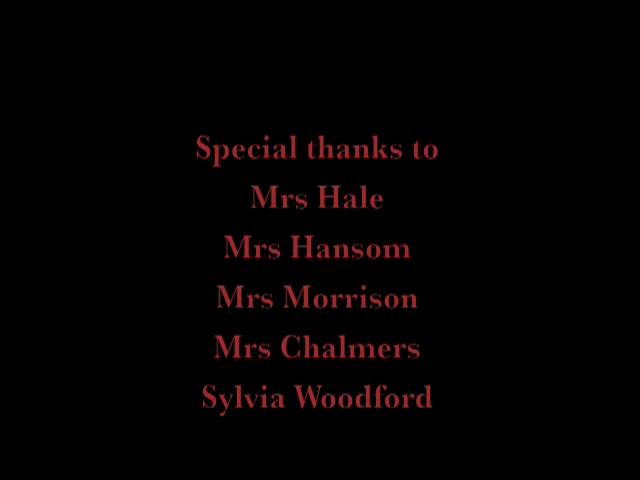 Special thanks to
Mrs Hale
Mrs Hansom
Mrs Morrison
Mrs Chalmers
Sylvia Woodford